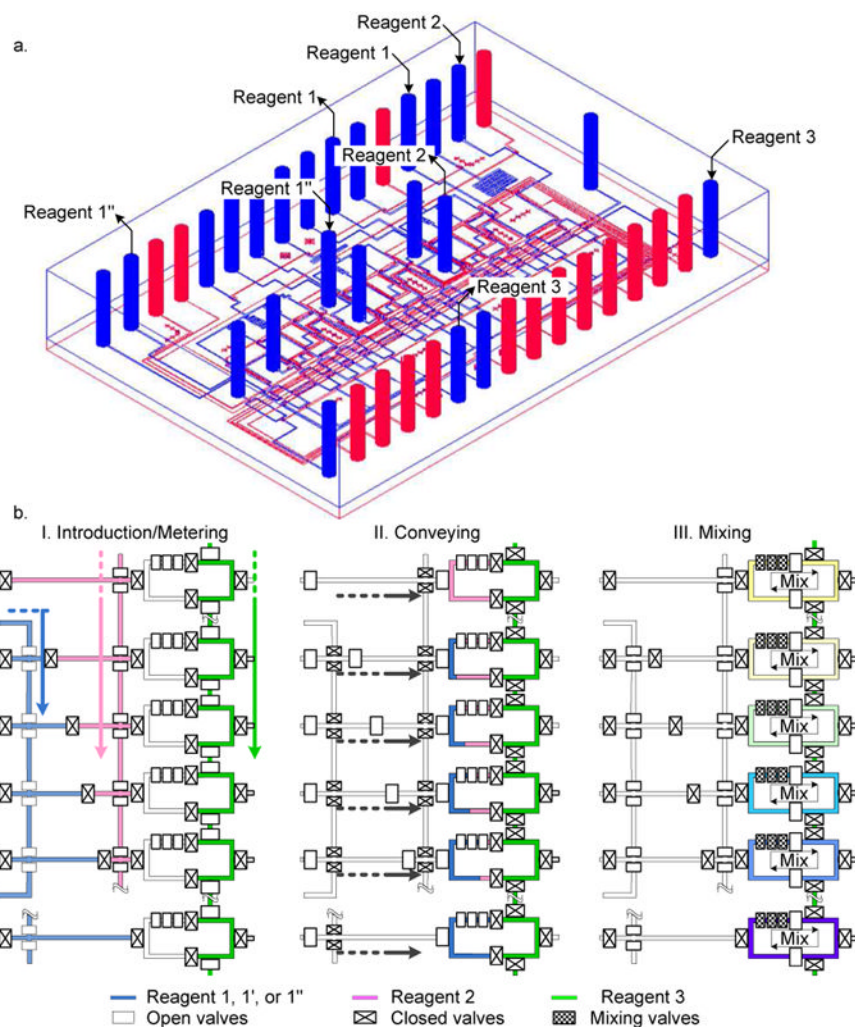 a.
Reagent 2
Reagent 1
Reagent 1
Reagent 2
Reagent 3
Reagent 1"
Reagent 1"
Reagent 3
b.
I. Introduction/Metering
II. Conveying
III. Mixing
Mix
Mix
Mix
Mix
Mix
Mix
Reagent 1, 1', or 1"
Reagent 2
Reagent 3
Open valves
Closed valves
Mixing valves